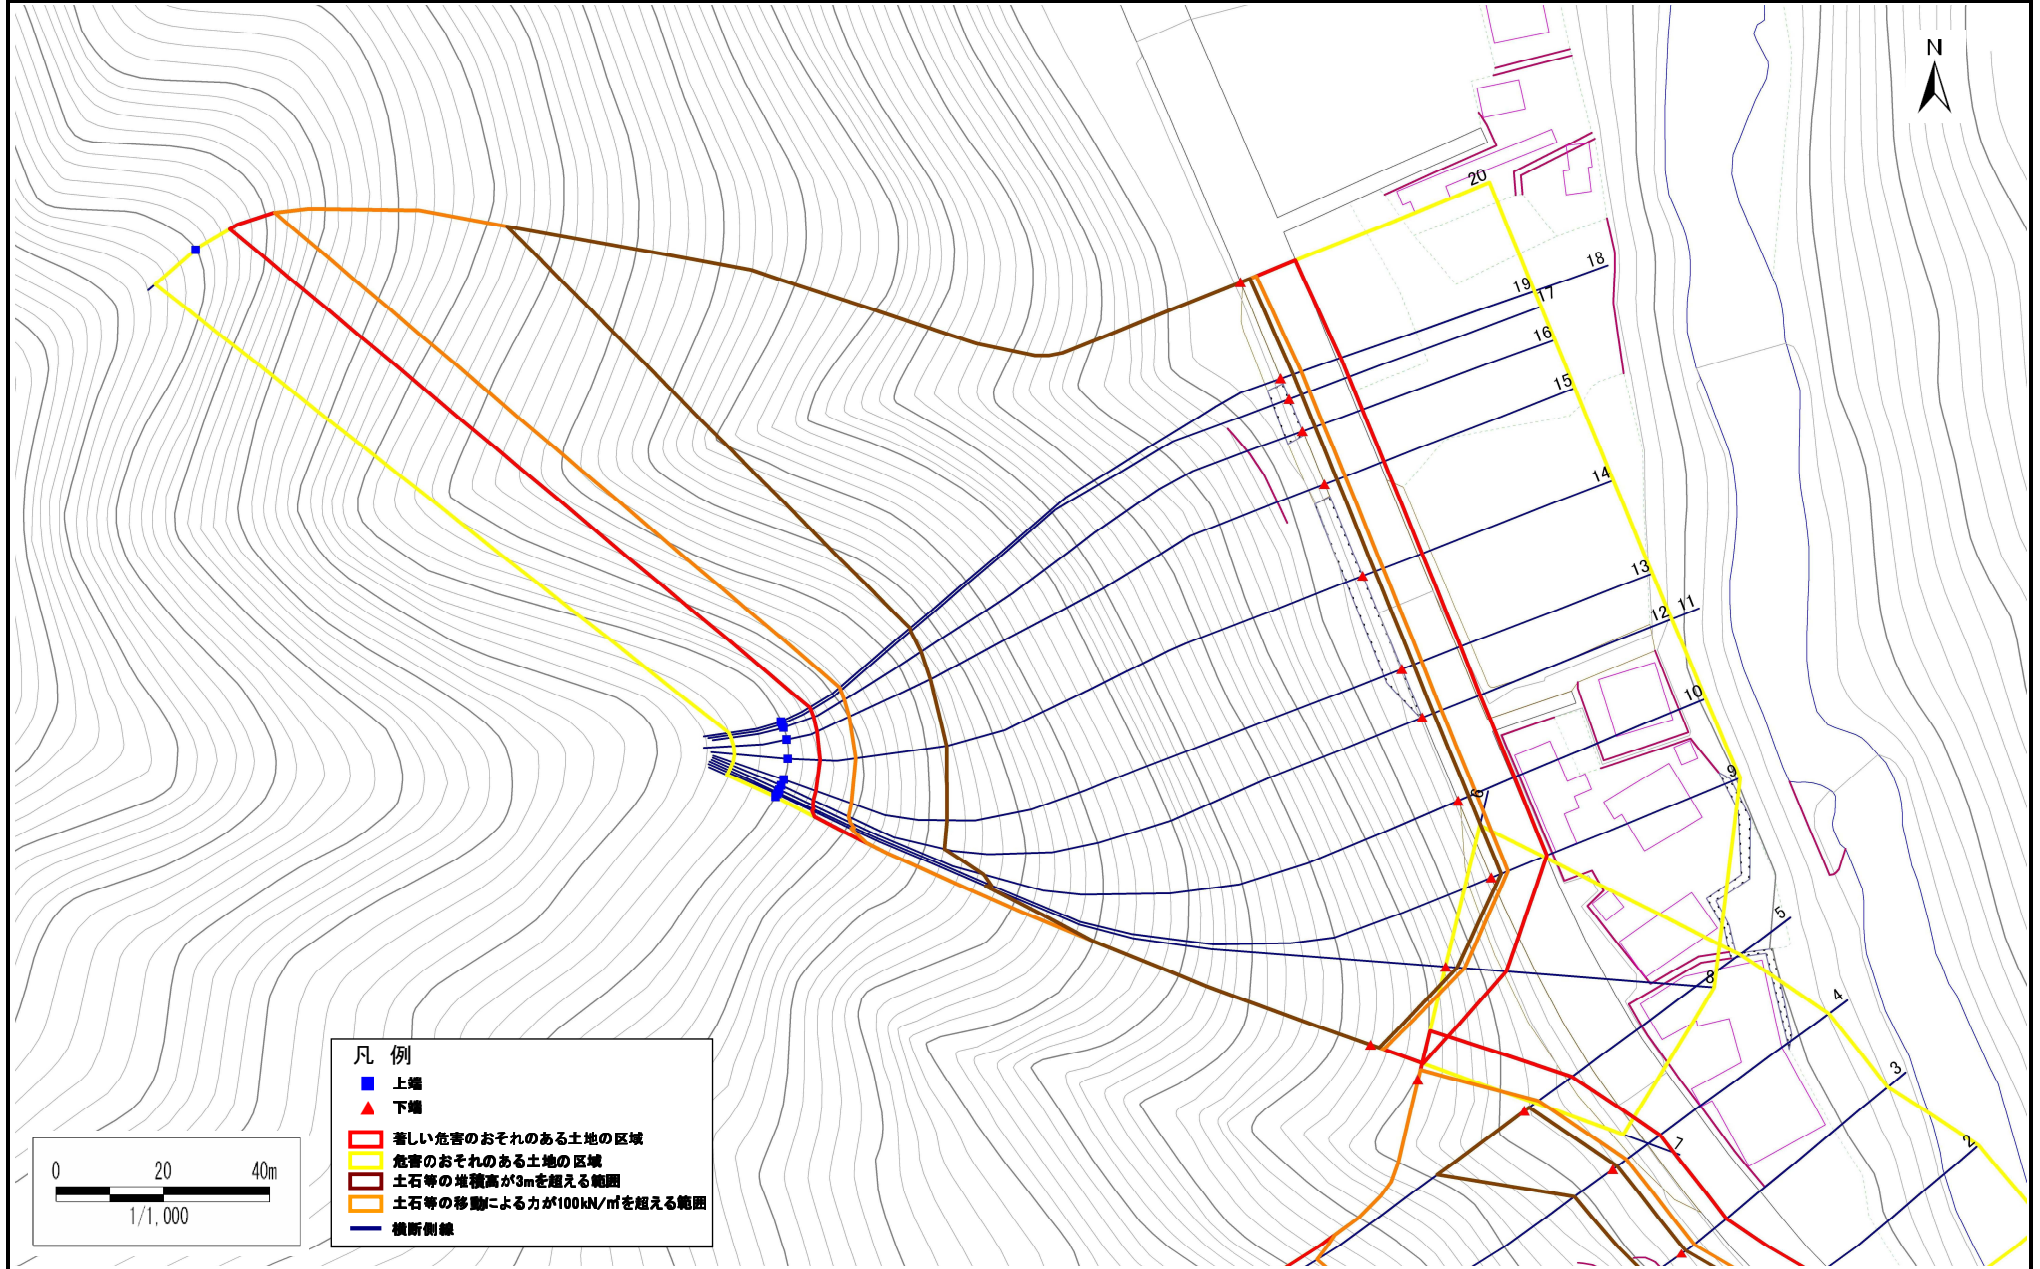 N
20
18
19
17
16
15
14
13
12 11
10
9
6
5
8
4
3
7
2
凡 例
上端
下端
著しい危害のおそれのある土地の区域
危害のおそれのある土地の区域
土石等の堆積高が3mを超える範囲
土石等の移動による力が100kN/㎡を超える範囲
横断側線
0 20 40m
1/1,000